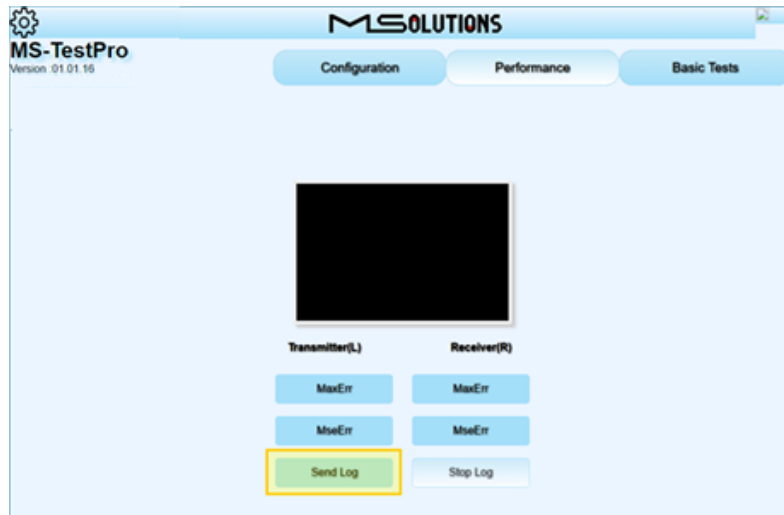 MSOLUTIONS
MS-TestPro
Version :01.01.16
Configuration
Performance
Basic Tests
Transmitter(L)
Receiver(R)
MaxErr
MaxErr
MseErr
MseErr
Send Log
Stop Log